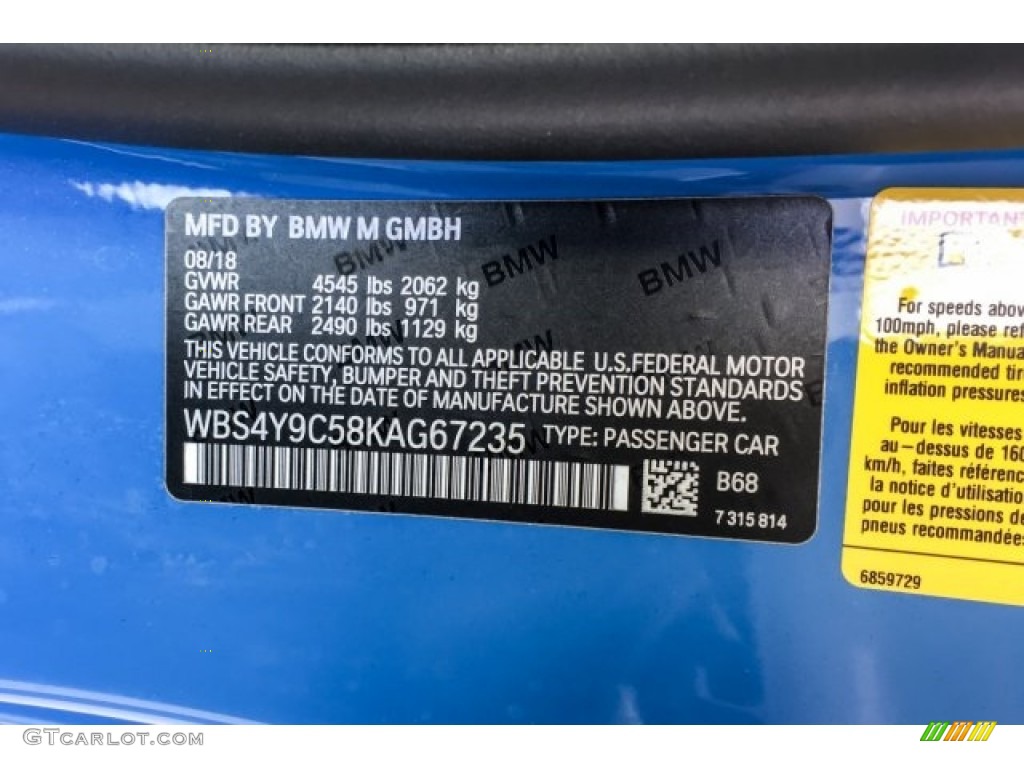 MFD BY BMW M GMBH
08/18
GVWR 4545 lbs 2062 kg
GAWR FRONT 2140 lbs 971 kg
GAWR REAR 2490 lbs 1129 kg
THIS VEHICLE CONFORMS TO ALL APPLICABLE U.S.FEDERAL MOTOR
VEHICLE SAFETY, BUMPER AND THEFT PREVENTION STANDARDS
IN EFFECT ON THE DATE OF MANUFACTURE SHOWN ABOVE.
WBS4Y9C58KAG67235 TYPE: PASSENGER CAR
B68
7 315 814
BMW BMW BMW
IMPORTANT
For speeds abov
100mph, please ref
the Owner's Manua
recommended tir
inflation pressures
Pour les vitesses
au-dessus de 160
km/h, faites référenc
la notice d'utilisatio
pour les pressions de
pneus recommandées
6859729
GTCARLOT.COM